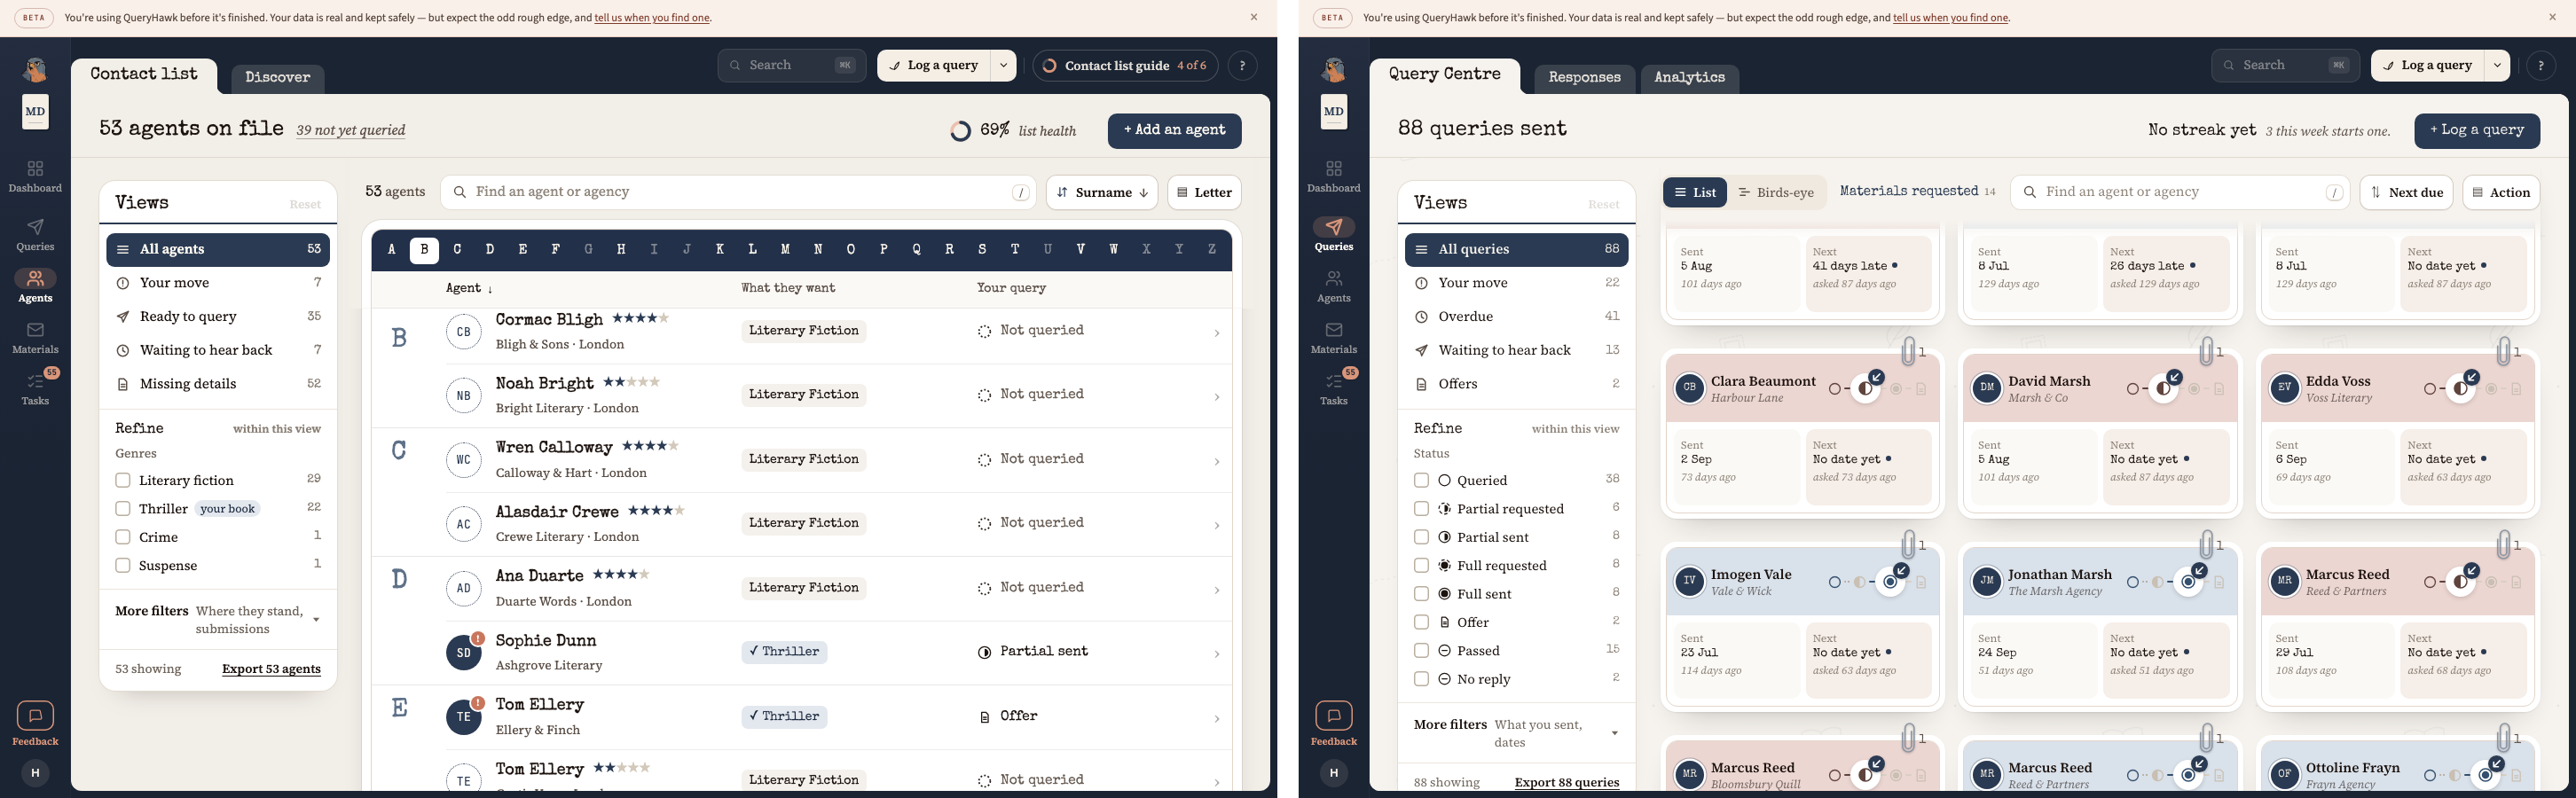 BETA You're using QueryHawk before it's finished. Your data is real and kept safely — but expect the odd rough edge, and tell us when you find one. ×
Contact list Discover Search ⌘K Log a query Contact list guide 4 of 6 ?
MD
53 agents on file 39 not yet queried 69% list health + Add an agent
Dashboard
Queries
Agents
Materials
55
Tasks
Feedback
H
Views Reset
All agents 53
Your move 7
Ready to query 35
Waiting to hear back 7
Missing details 52
Refine within this view
Genres
Literary fiction 29
Thriller your book 22
Crime 1
Suspense 1
More filters Where they stand,
submissions
53 showing Export 53 agents
53 agents Find an agent or agency / Surname ↓ Letter
A B C D E F G H I J K L M N O P Q R S T U V W X Y Z
Agent ↓ What they want Your query
B
CB Cormac Bligh ★★★★★ Literary Fiction Not queried
Bligh & Sons · London
NB Noah Bright ★★★★★ Literary Fiction Not queried
Bright Literary · London
C
WC Wren Calloway ★★★★★ Literary Fiction Not queried
Calloway & Hart · London
AC Alasdair Crewe ★★★★★ Literary Fiction Not queried
Crewe Literary · London
D
AD Ana Duarte ★★★★★ Literary Fiction Not queried
Duarte Words · London
SD ! Sophie Dunn ✓ Thriller Partial sent
Ashgrove Literary
E
TE ! Tom Ellery ✓ Thriller Offer
Ellery & Finch
TE Tom Ellery ★★★★★ Literary Fiction Not queried
BETA You're using QueryHawk before it's finished. Your data is real and kept safely — but expect the odd rough edge, and tell us when you find one. ×
Query Centre Responses Analytics Search ⌘K Log a query ?
MD
88 queries sent No streak yet 3 this week starts one. + Log a query
Dashboard
Queries
Agents
Materials
55
Tasks
Feedback
H
Views Reset
All queries 88
Your move 22
Overdue 41
Waiting to hear back 13
Offers 2
Refine within this view
Status
Queried 38
Partial requested 6
Partial sent 8
Full requested 8
Full sent 8
Offer 2
Passed 15
No reply 2
More filters What you sent,
dates
88 showing Export 88 queries
List Birds-eye Materials requested 14 Find an agent or agency / Next due Action
Sent Next Sent Next Sent Next
5 Aug 41 days late 8 Jul 26 days late 8 Jul No date yet
101 days ago asked 87 days ago 129 days ago asked 129 days ago 129 days ago asked 87 days ago
1 1 1
CB Clara Beaumont DM David Marsh EV Edda Voss
Harbour Lane Marsh & Co Voss Literary
Sent Next Sent Next Sent Next
2 Sep No date yet 5 Aug No date yet 6 Sep No date yet
73 days ago asked 73 days ago 101 days ago asked 87 days ago 69 days ago asked 63 days ago
1 1 1
IV Imogen Vale JM Jonathan Marsh MR Marcus Reed
Vale & Wick The Marsh Agency Reed & Partners
Sent Next Sent Next Sent Next
23 Jul No date yet 24 Sep No date yet 29 Jul No date yet
114 days ago asked 63 days ago 51 days ago asked 51 days ago 108 days ago asked 68 days ago
1 1 1
MR Marcus Reed MR Marcus Reed OF Ottoline Frayn
Bloomsbury Quill Reed & Partners Frayn Agency